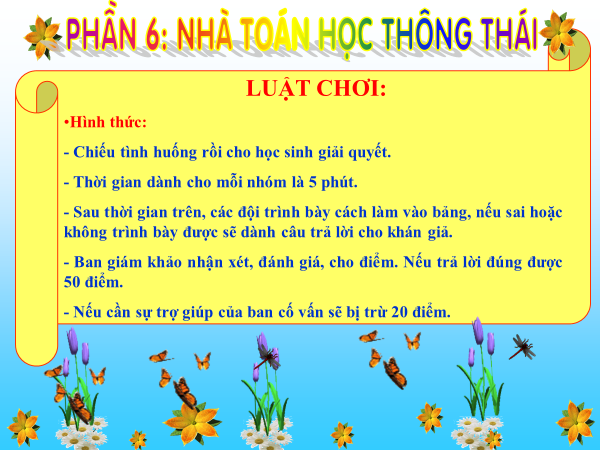 PHẦN 6: NHÀ TOÁN HỌC THÔNG THÁI
LUẬT CHƠI:
•Hình thức:
- Chiếu tình huống rồi cho học sinh giải quyết.
- Thời gian dành cho mỗi nhóm là 5 phút.
- Sau thời gian trên, các đội trình bày cách làm vào bảng, nếu sai hoặc
không trình bày được sẽ dành câu trả lời cho khán giả.
- Ban giám khảo nhận xét, đánh giá, cho điểm. Nếu trả lời đúng được
50 điểm.
- Nếu cần sự trợ giúp của ban cố vấn sẽ bị trừ 20 điểm.